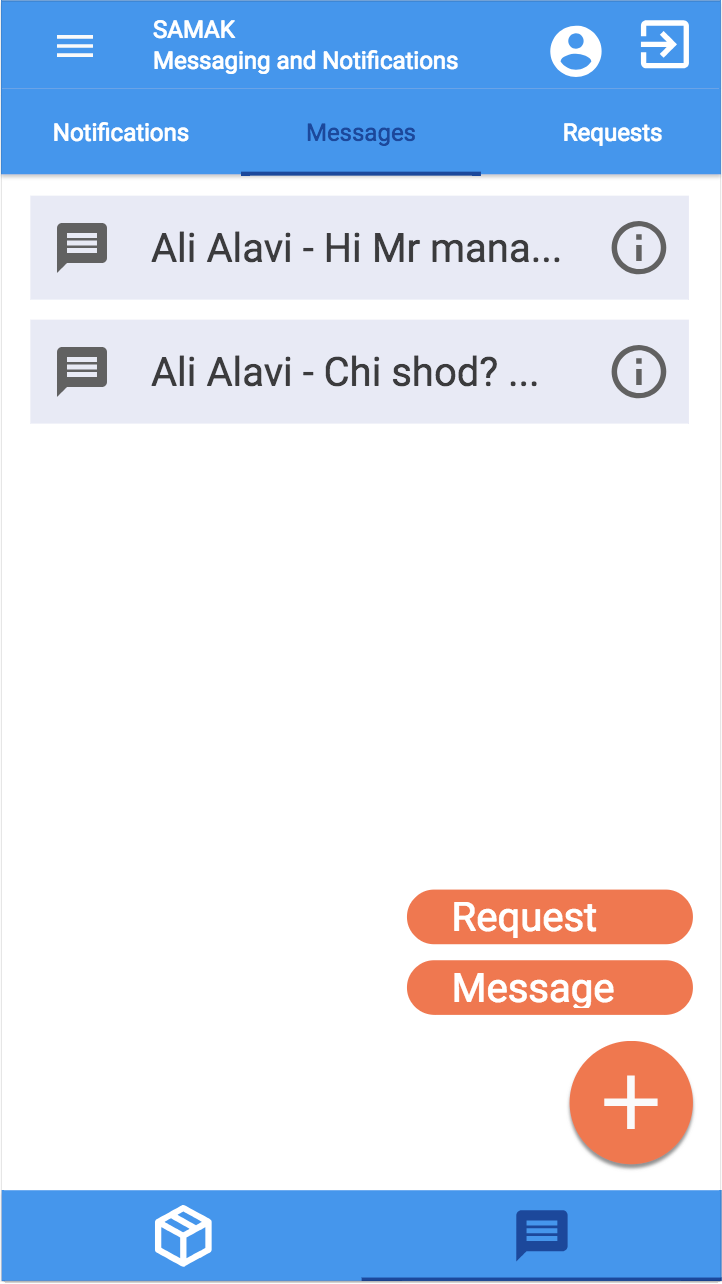 SAMAK
Messaging and Notifications
Notifications
Messages
Requests
Ali Alavi - Hi Mr mana...
Ali Alavi - Chi shod? ...
Request
Message